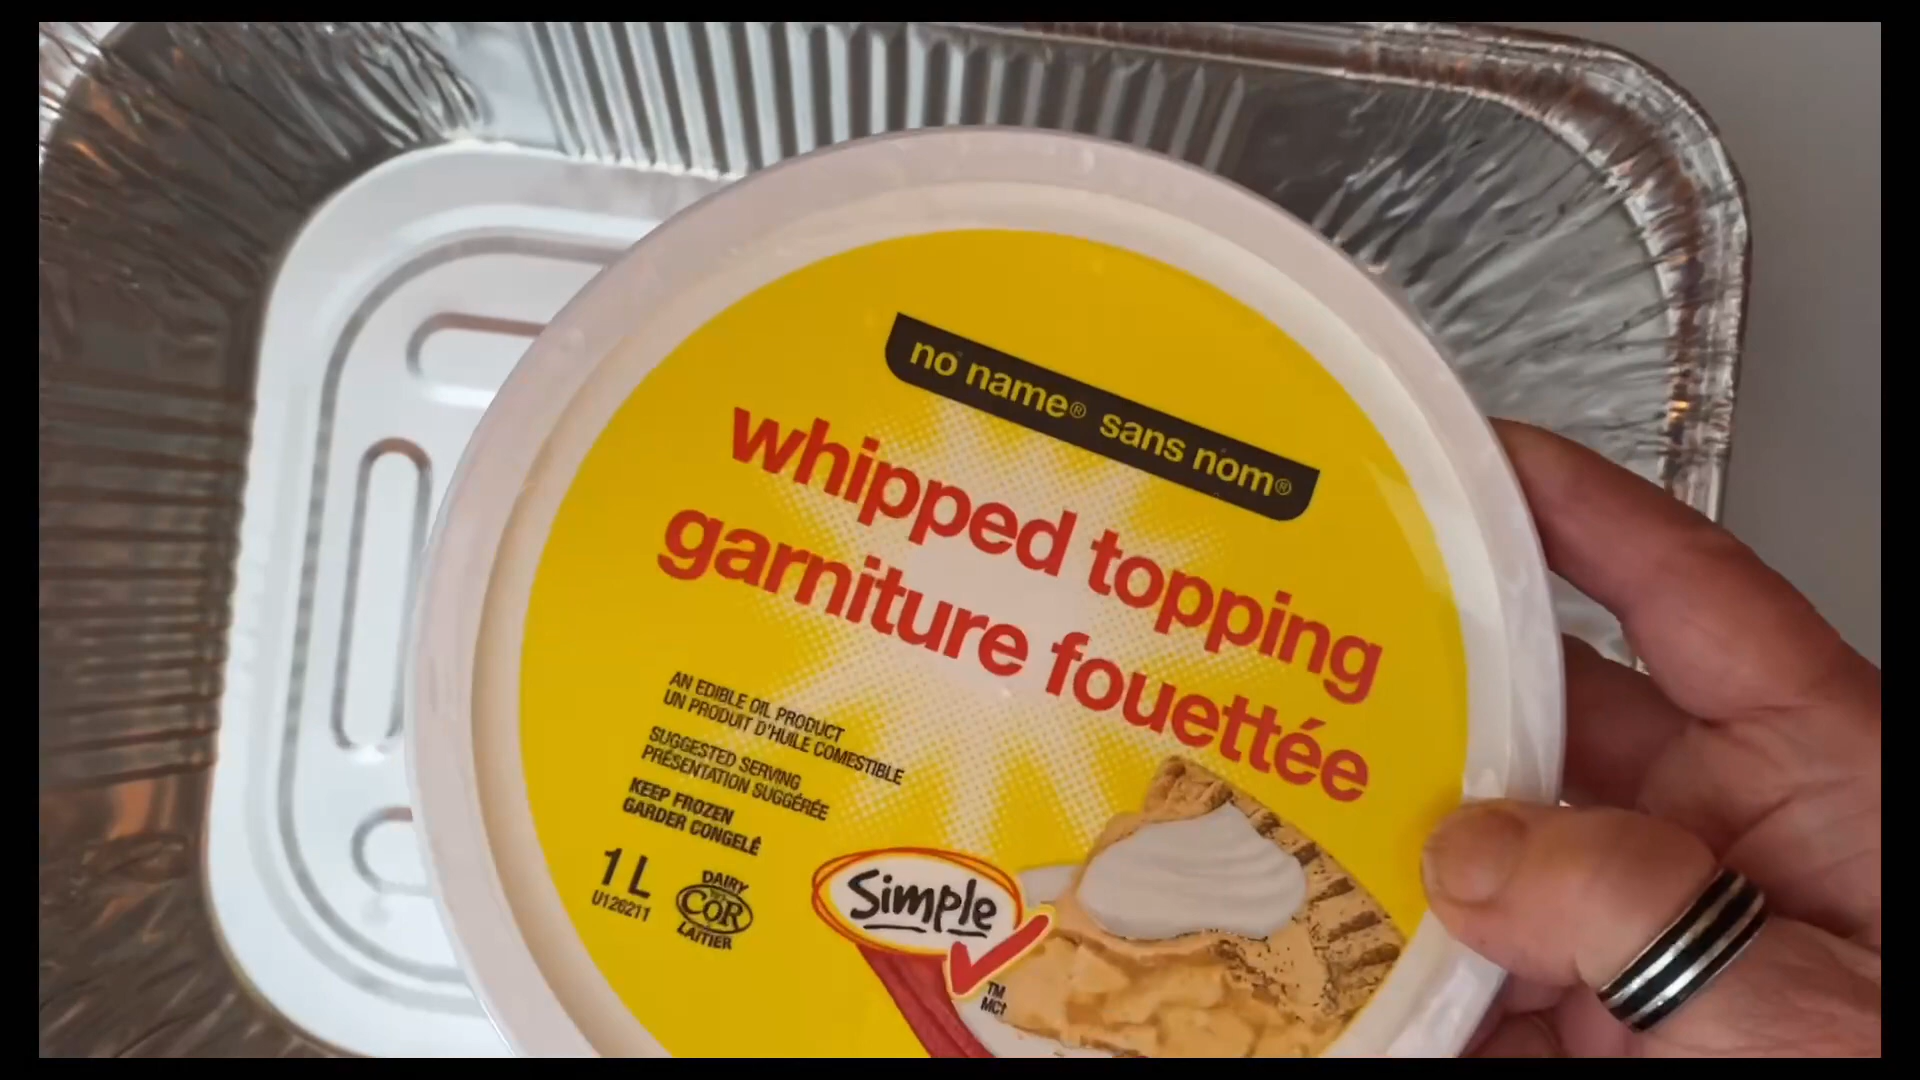 no name® sans nom®
whipped topping
garniture fouettée
AN EDIBLE OIL PRODUCT
UN PRODUIT D'HUILE COMESTIBLE
SUGGESTED SERVING
PRÉSENTATION SUGGÉRÉE
KEEP FROZEN
GARDER CONGELÉ
1 L
U126211
DAIRY
COR
LAITIER
Simple
TM
MC†